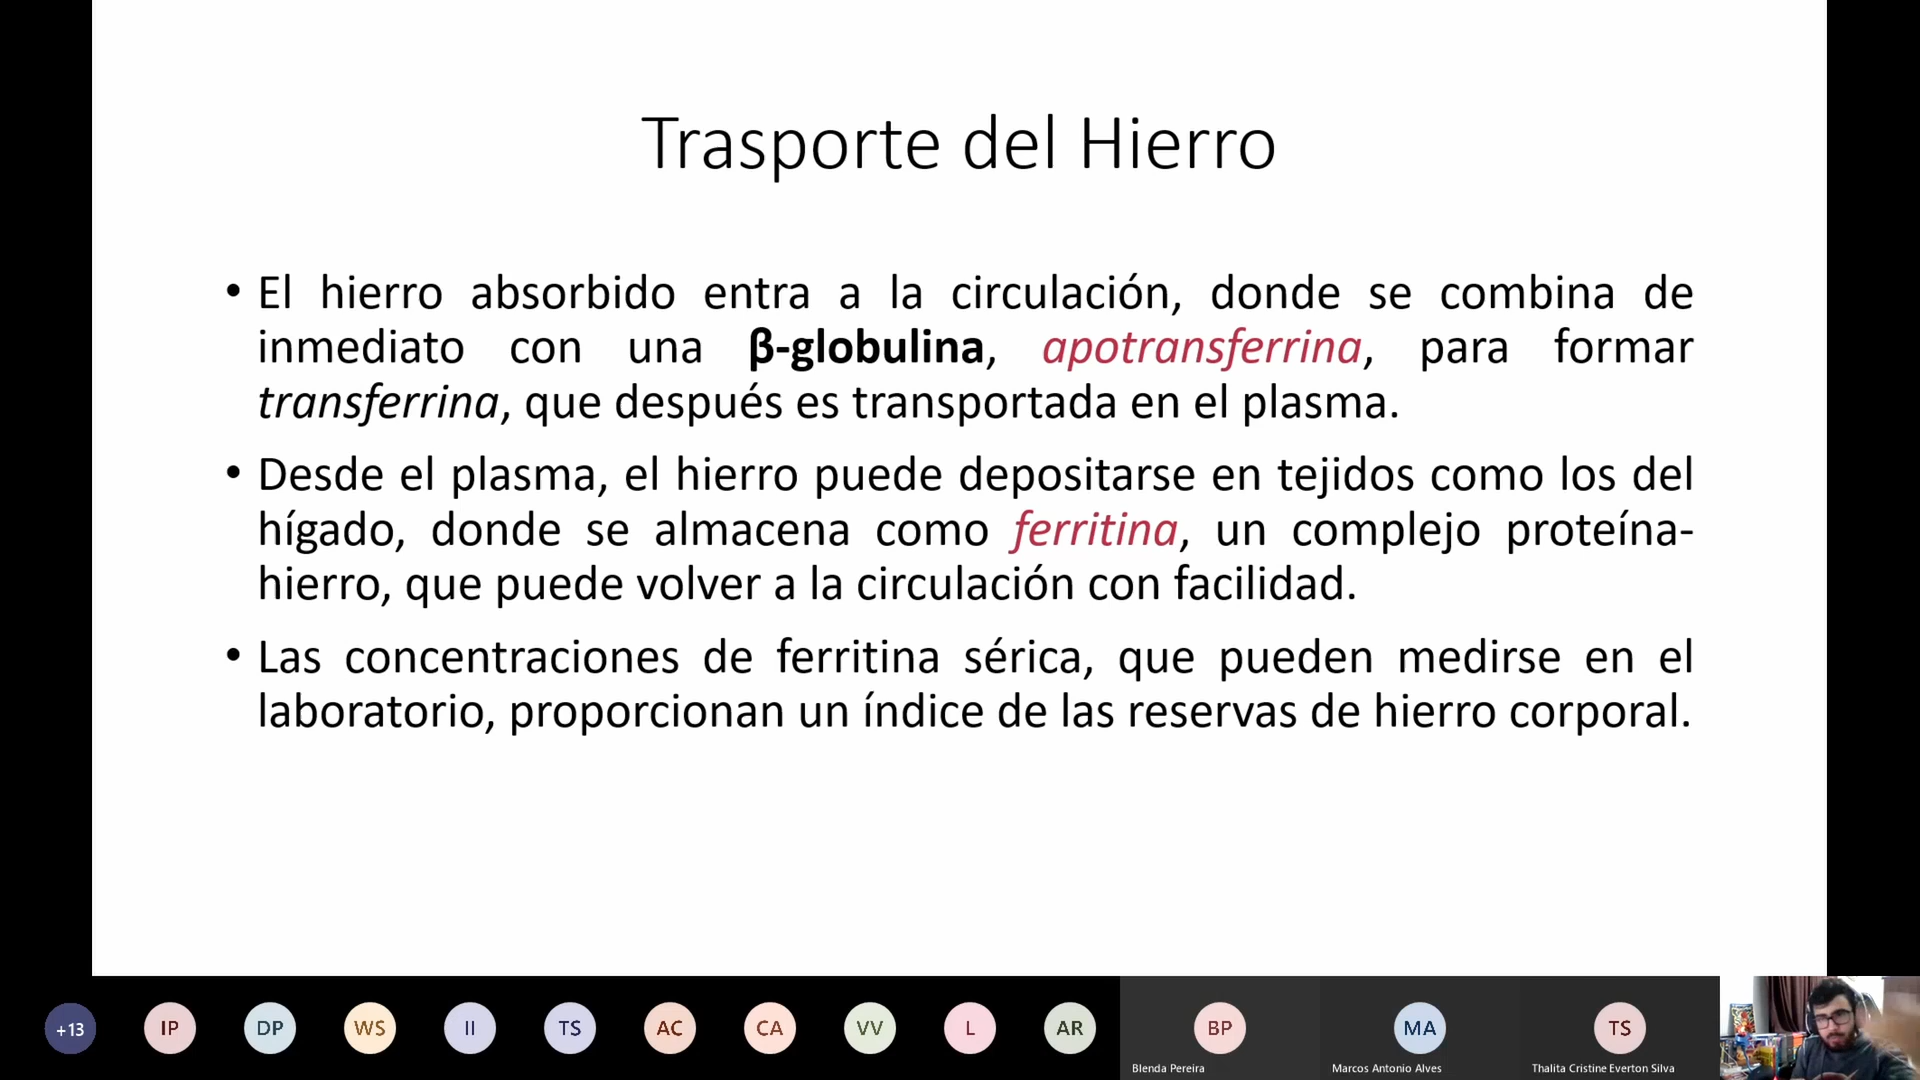 Trasporte del Hierro
• El hierro absorbido entra a la circulación, donde se combina de
inmediato con una β-globulina, apotransferrina, para formar
transferrina, que después es transportada en el plasma.
• Desde el plasma, el hierro puede depositarse en tejidos como los del
hígado, donde se almacena como ferritina, un complejo proteína-
hierro, que puede volver a la circulación con facilidad.
• Las concentraciones de ferritina sérica, que pueden medirse en el
laboratorio, proporcionan un índice de las reservas de hierro corporal.
+13 IP DP WS II TS AC CA VV L AR BP MA TS
Blenda Pereira Marcos Antonio Alves Thalita Cristine Everton Silva